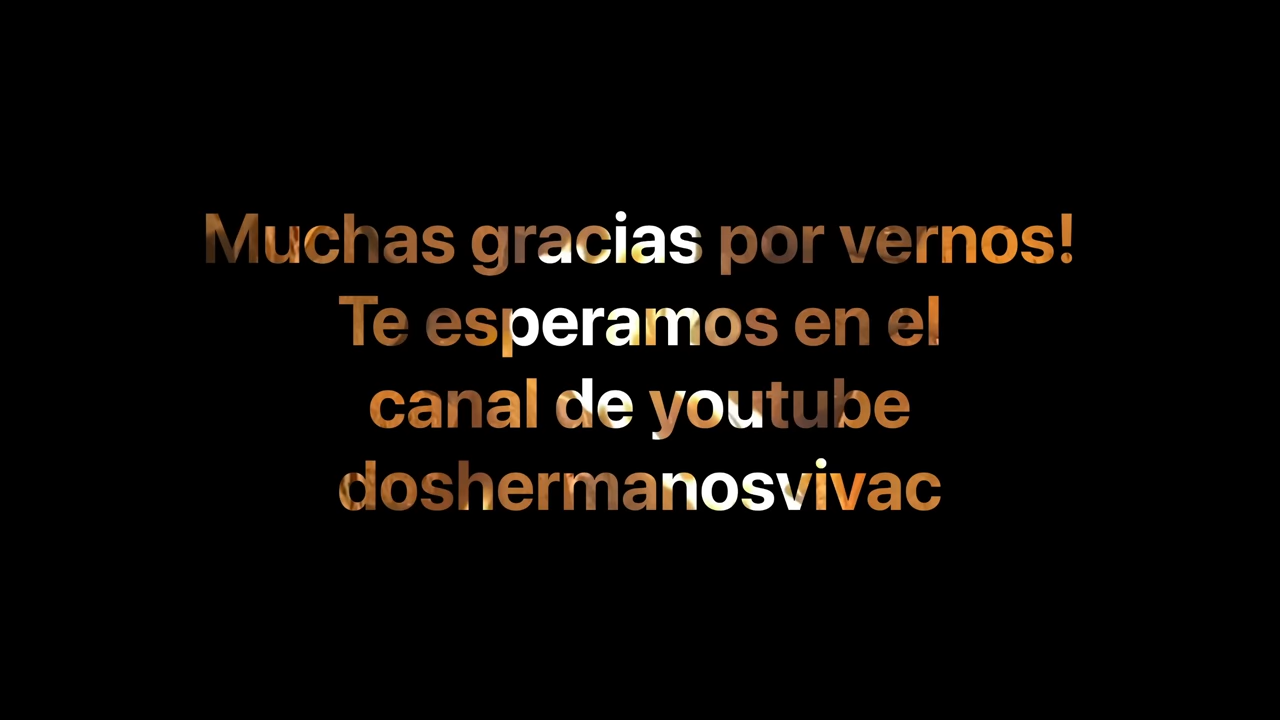 Muchas gracias por vernos!
Te esperamos en el
canal de youtube
doshermanosvivac